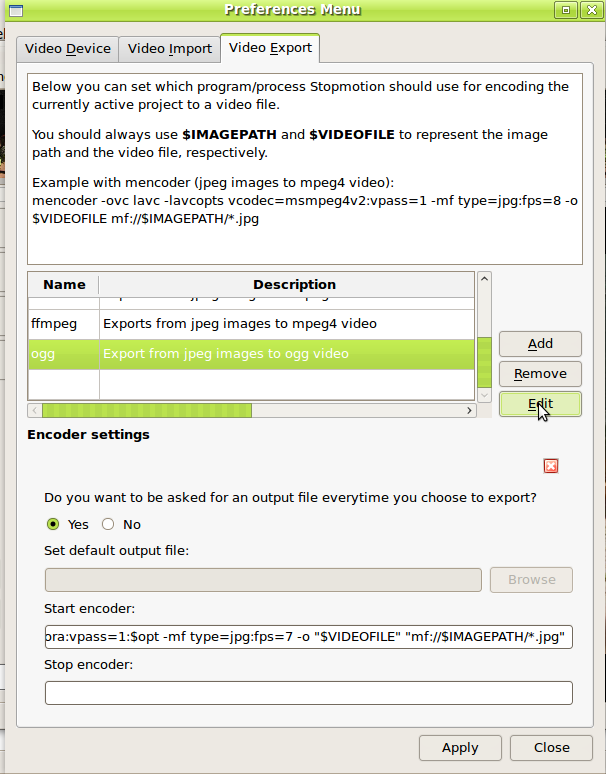 Preferences Menu
Video Device
Video Import
Video Export
Below you can set which program/process Stopmotion should use for encoding the
currently active project to a video file.
You should always use $IMAGEPATH and $VIDEOFILE to represent the image
path and the video file, respectively.
Example with mencoder (jpeg images to mpeg4 video):
mencoder -ovc lavc -lavcopts vcodec=msmpeg4v2:vpass=1 -mf type=jpg:fps=8 -o
$VIDEOFILE mf://$IMAGEPATH/*.jpg
Name Description
ffmpeg Exports from jpeg images to mpeg4 video
ogg Export from jpeg images to ogg video
Add
Remove
Edit
Encoder settings
Do you want to be asked for an output file everytime you choose to export?
Yes No
Set default output file:
Browse
Start encoder:
ora:vpass=1:$opt -mf type=jpg:fps=7 -o "$VIDEOFILE" "mf://$IMAGEPATH/*.jpg"
Stop encoder:
Apply
Close